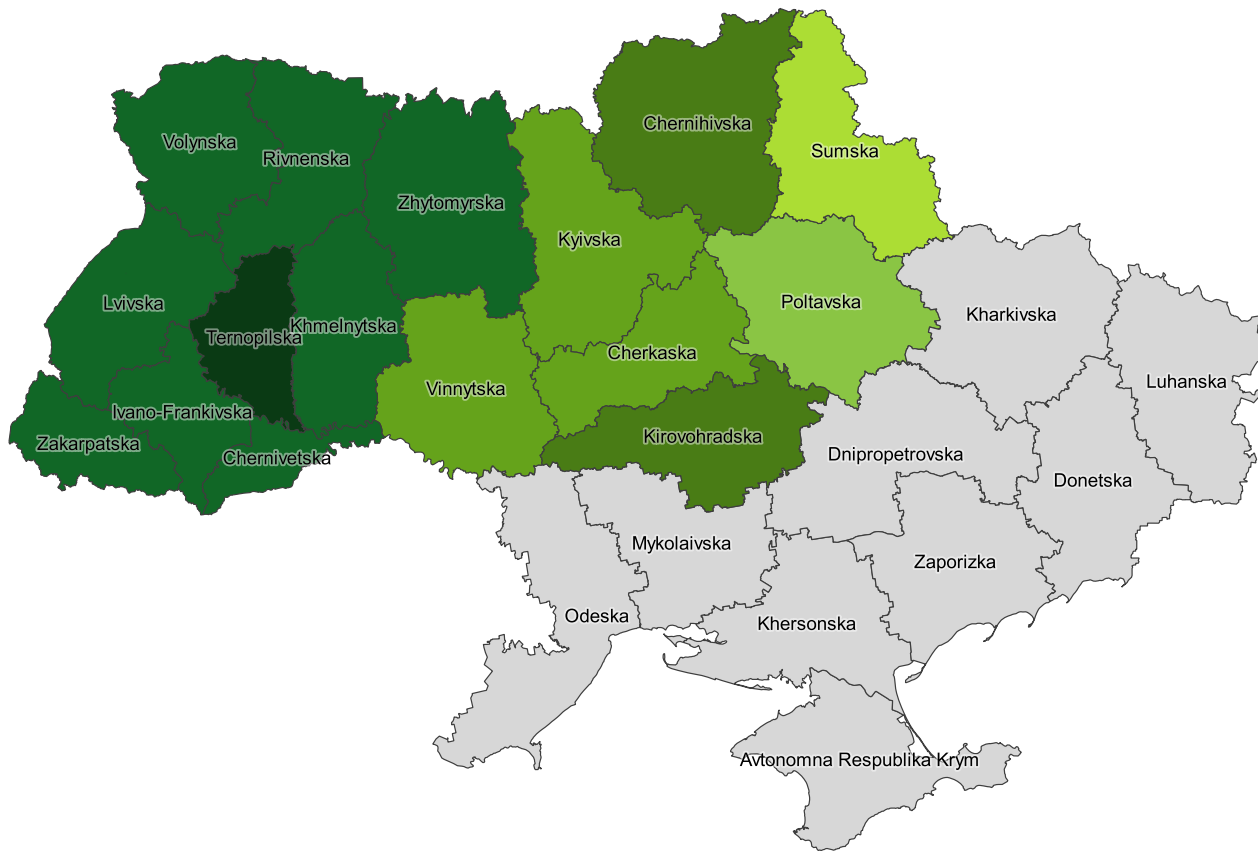 Chernihivska
Volynska
Rivnenska
Sumska
Zhytomyrska
Kyivska
Lvivska
Poltavska
Kharkivska
Khmelnytska
Ternopilska
Cherkaska
Luhanska
Vinnytska
Ivano-Frankivska
Kirovohradska
Zakarpatska
Chernivetska
Dnipropetrovska
Donetska
Mykolaivska
Zaporizka
Odeska
Khersonska
Avtonomna Respublika Krym